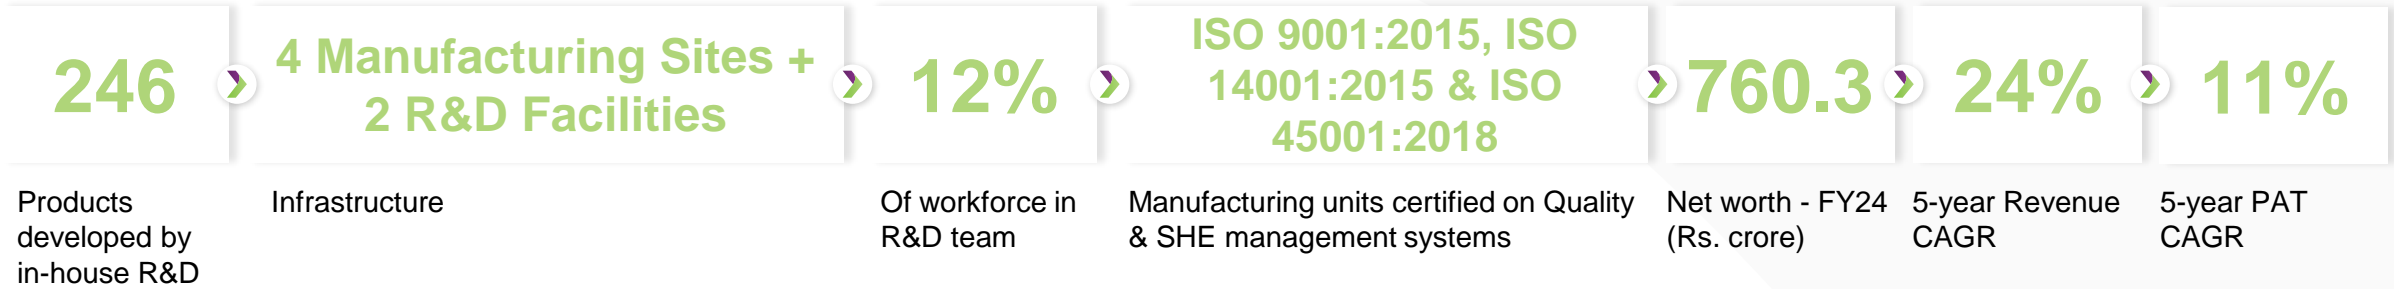 246
Products
developed by
in-house R&D
4 Manufacturing Sites +
2 R&D Facilities
Infrastructure
12%
Of workforce in
R&D team
ISO 9001:2015, ISO
14001:2015 & ISO
45001:2018
Manufacturing units certified on Quality
& SHE management systems
760.3
Net worth - FY24
(Rs. crore)
24%
5-year Revenue
CAGR
11%
5-year PAT
CAGR